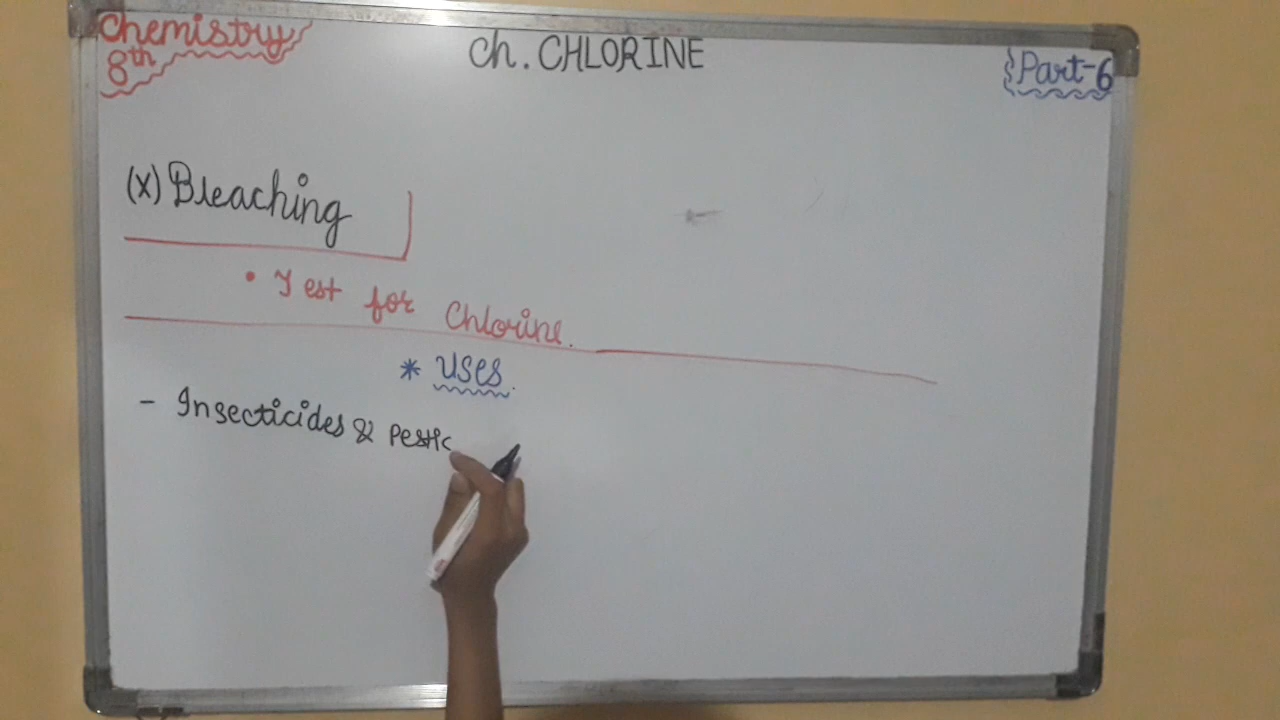 Chemistry
8th
Ch. CHLORINE
Part-6
(x) Bleaching
• Test for Chlorine.
* Uses.
- Insecticides & Pestic